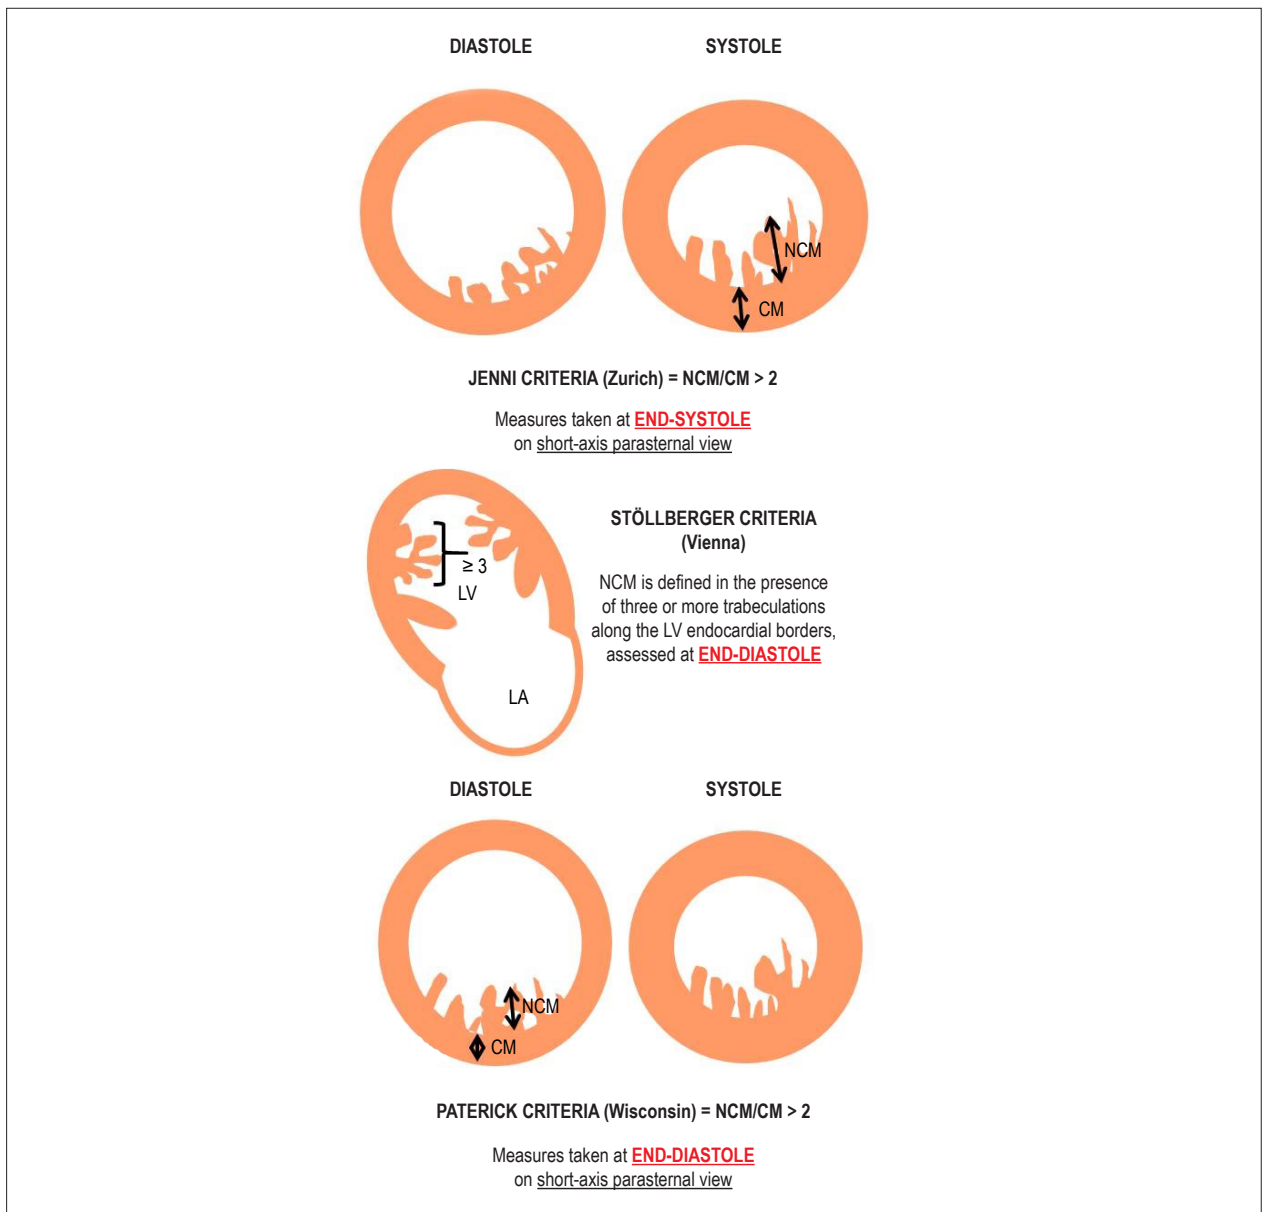 DIASTOLE
SYSTOLE
NCM
CM
JENNI CRITERIA (Zurich) = NCM/CM > 2
Measures taken at END-SYSTOLE
on short-axis parasternal view
≥ 3
LV
LA
STÖLLBERGER CRITERIA
(Vienna)
NCM is defined in the presence
of three or more trabeculations
along the LV endocardial borders,
assessed at END-DIASTOLE
DIASTOLE
SYSTOLE
NCM
CM
PATERICK CRITERIA (Wisconsin) = NCM/CM > 2
Measures taken at END-DIASTOLE
on short-axis parasternal view